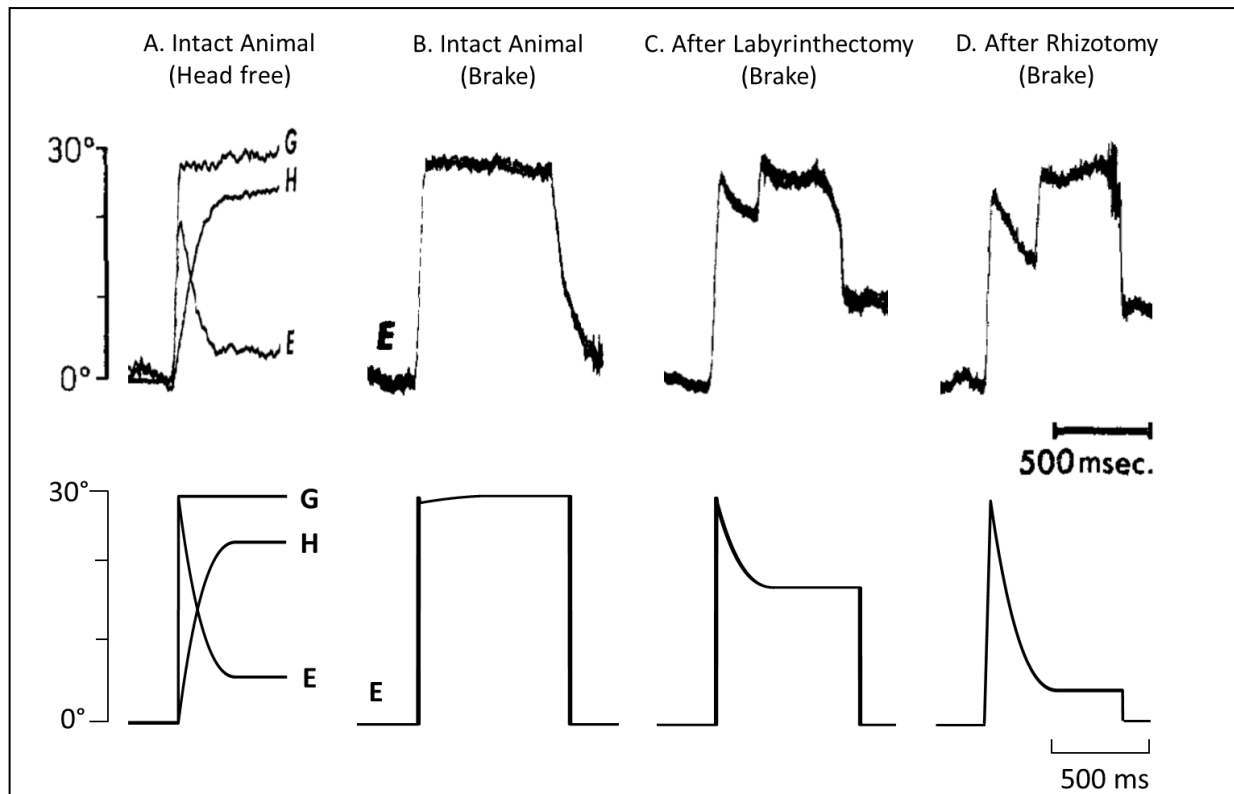 A. Intact Animal
(Head free)
B. Intact Animal
(Brake)
C. After Labyrinthectomy
(Brake)
D. After Rhizotomy
(Brake)
30°
G
H
E
0°
E
500 msec.
30°
G
H
E
0°
E
500 ms